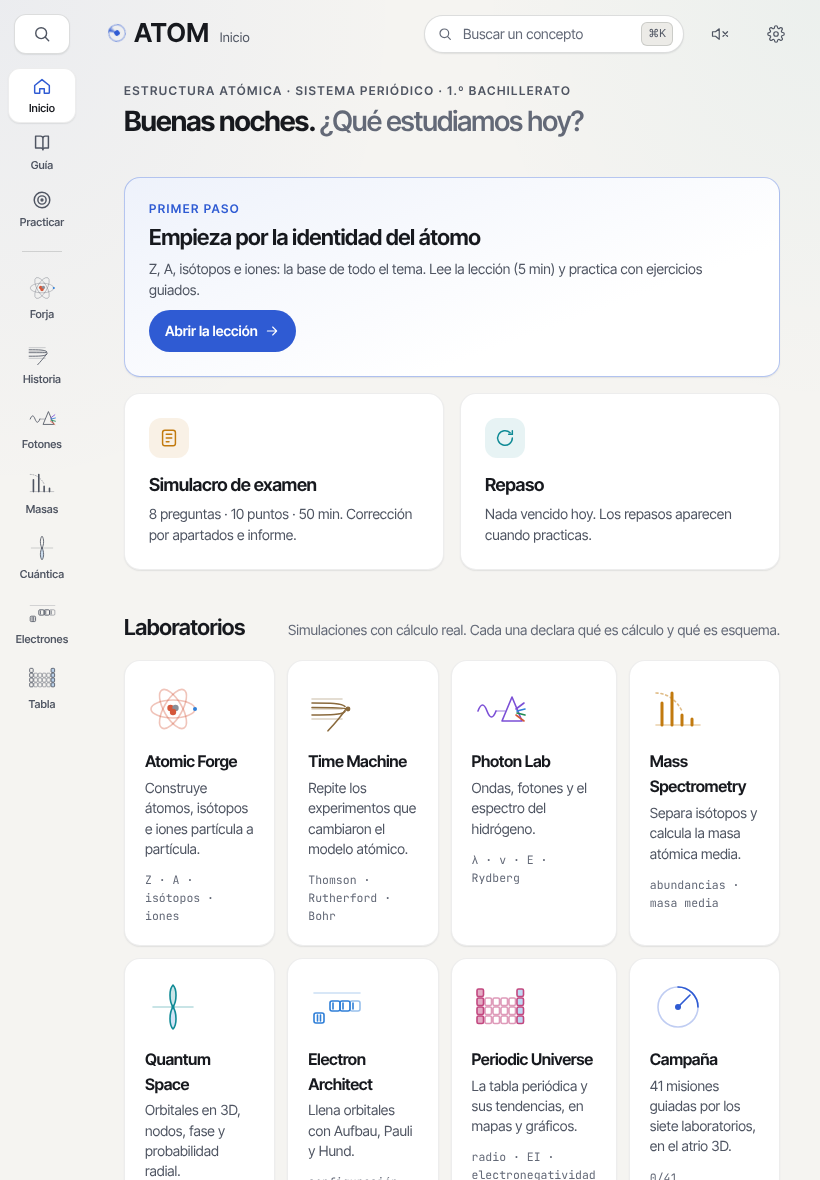 ATOM Inicio
Buscar un concepto ⌘K
Inicio
Guía
Practicar
Forja
Historia
Fotones
Masas
Cuántica
Electrones
Tabla
ESTRUCTURA ATÓMICA · SISTEMA PERIÓDICO · 1.º BACHILLERATO
Buenas noches. ¿Qué estudiamos hoy?
PRIMER PASO
Empieza por la identidad del átomo
Z, A, isótopos e iones: la base de todo el tema. Lee la lección (5 min) y practica con ejercicios
guiados.
Abrir la lección →
Simulacro de examen
8 preguntas · 10 puntos · 50 min. Corrección
por apartados e informe.
Repaso
Nada vencido hoy. Los repasos aparecen
cuando practicas.
Laboratorios
Simulaciones con cálculo real. Cada una declara qué es cálculo y qué es esquema.
Atomic Forge
Construye
átomos, isótopos
e iones partícula a
partícula.
Z · A ·
isótopos ·
iones
Time Machine
Repite los
experimentos que
cambiaron el
modelo atómico.
Thomson ·
Rutherford ·
Bohr
Photon Lab
Ondas, fotones y el
espectro del
hidrógeno.
λ · ν · E ·
Rydberg
Mass
Spectrometry
Separa isótopos y
calcula la masa
atómica media.
abundancias ·
masa media
Quantum
Space
Orbitales en 3D,
nodos, fase y
probabilidad
radial.
Electron
Architect
Llena orbitales
con Aufbau, Pauli
y Hund.
Periodic Universe
La tabla periódica y
sus tendencias, en
mapas y gráficos.
radio · EI ·
electronegatividad
Campaña
41 misiones
guiadas por los
siete laboratorios,
en el atrio 3D.
0/41